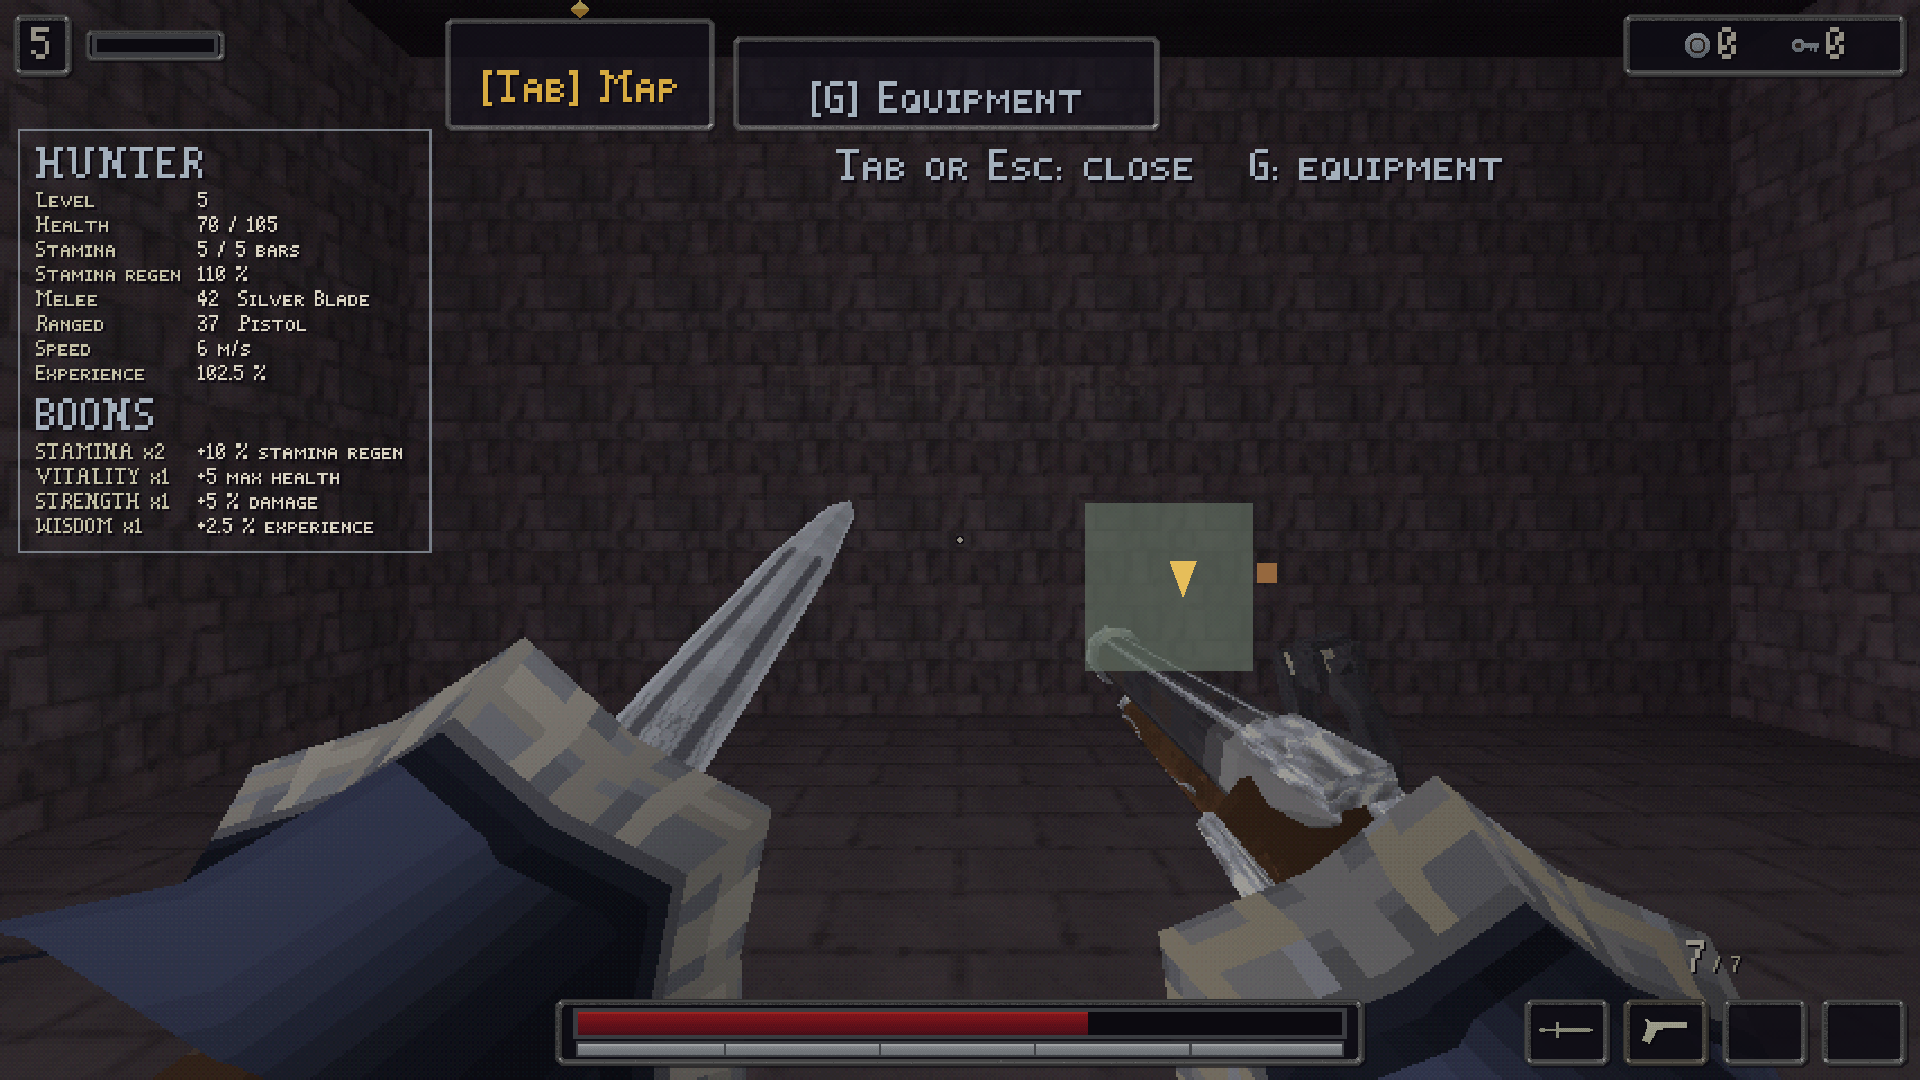 5
[Tab] Map
[G] Equipment
0 0
Tab or Esc: close G: equipment
HUNTER
Level 5
Health 70 / 105
Stamina 5 / 5 bars
Stamina regen 110 %
Melee 42 Silver Blade
Ranged 37 Pistol
Speed 6 m/s
Experience 102.5 %
BOONS
STAMINA x2 +10 % stamina regen
VITALITY x1 +5 max health
STRENGTH x1 +5 % damage
WISDOM x1 +2.5 % experience
7 / 7